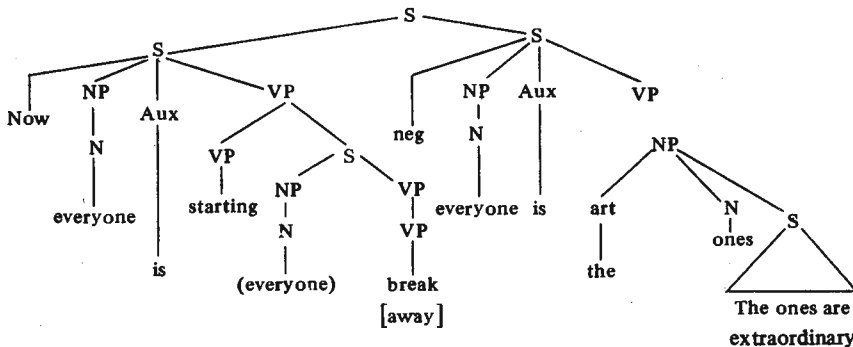 S
S S
NP Aux VP neg NP Aux VP
Now
N VP S N NP
everyone starting NP VP everyone is art N S
N VP ones
is (everyone) break the
[away] The ones are
extraordinary